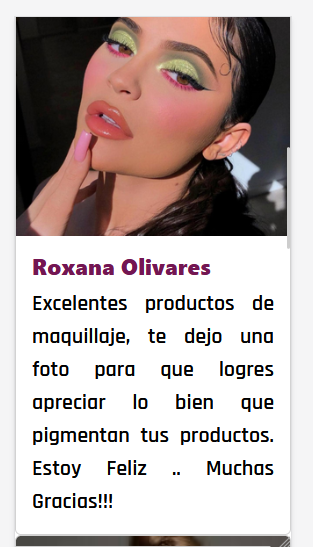 Roxana Olivares
Excelentes productos de
maquillaje, te dejo una
foto para que logres
apreciar lo bien que
pigmentan tus productos.
Estoy Feliz .. Muchas
Gracias!!!